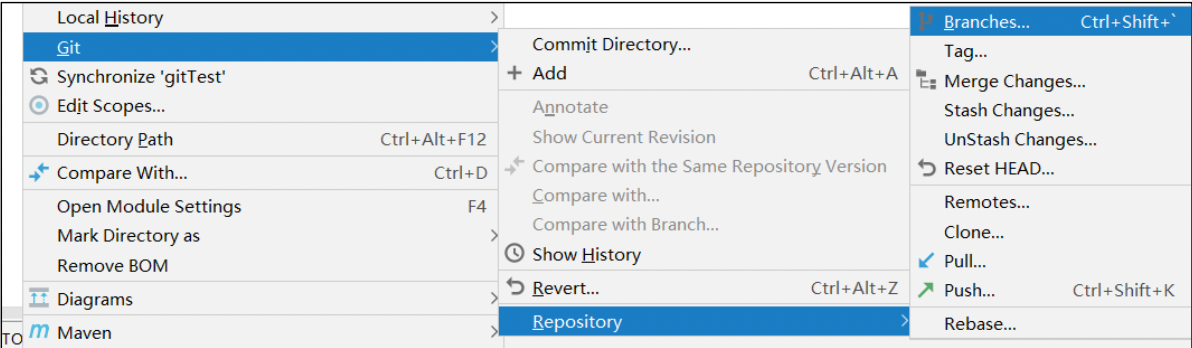 Local History
Git
Synchronize 'gitTest'
Edit Scopes...
Directory Path Ctrl+Alt+F12
Compare With... Ctrl+D
Open Module Settings F4
Mark Directory as
Remove BOM
Diagrams
TO m Maven
Commit Directory...
Add Ctrl+Alt+A
Annotate
Show Current Revision
Compare with the Same Repository Version
Compare with...
Compare with Branch...
Show History
Revert... Ctrl+Alt+Z
Repository
Branches... Ctrl+Shift+`
Tag...
Merge Changes...
Stash Changes...
UnStash Changes...
Reset HEAD...
Remotes...
Clone...
Pull...
Push... Ctrl+Shift+K
Rebase...